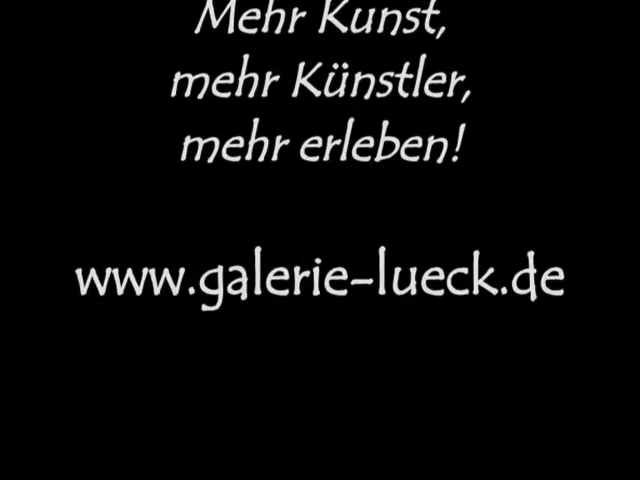 Mehr Kunst,
mehr Künstler,
mehr erleben!
www.galerie-lueck.de